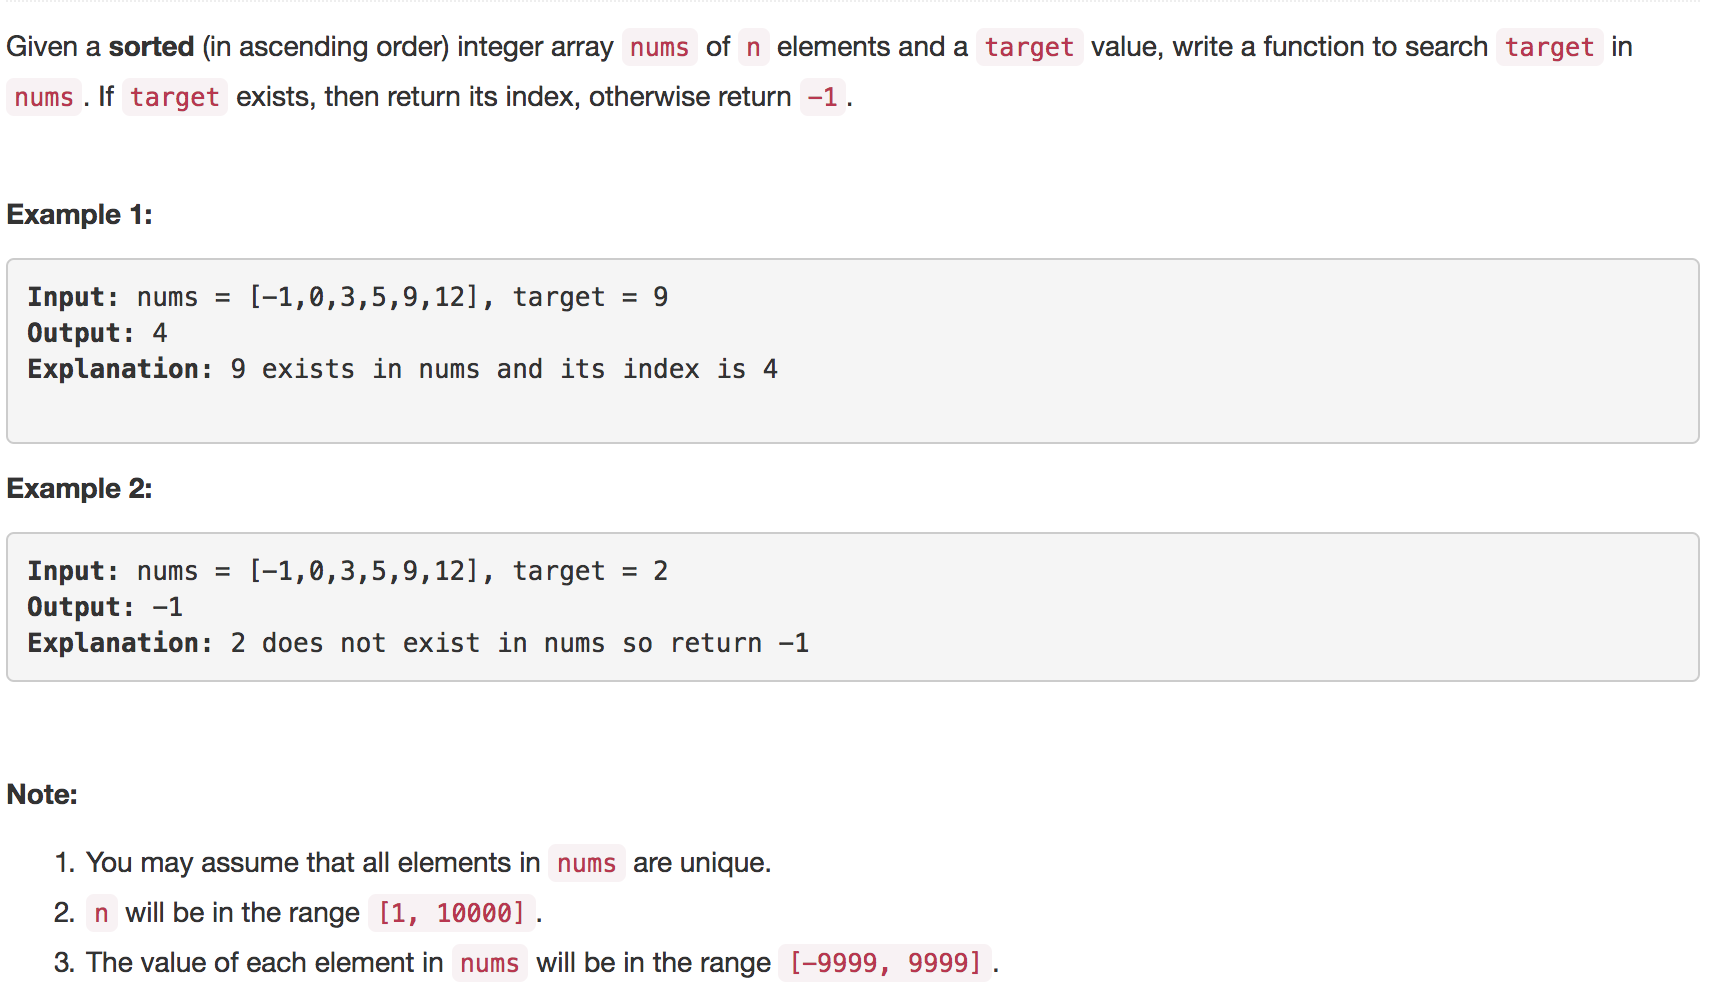 Given a sorted (in ascending order) integer array nums of n elements and a target value, write a function to search target in
nums . If target exists, then return its index, otherwise return -1 .
Example 1:
Input: nums = [-1,0,3,5,9,12], target = 9
Output: 4
Explanation: 9 exists in nums and its index is 4
Example 2:
Input: nums = [-1,0,3,5,9,12], target = 2
Output: -1
Explanation: 2 does not exist in nums so return -1
Note:
1. You may assume that all elements in nums are unique.
2. n will be in the range [1, 10000] .
3. The value of each element in nums will be in the range [-9999, 9999] .